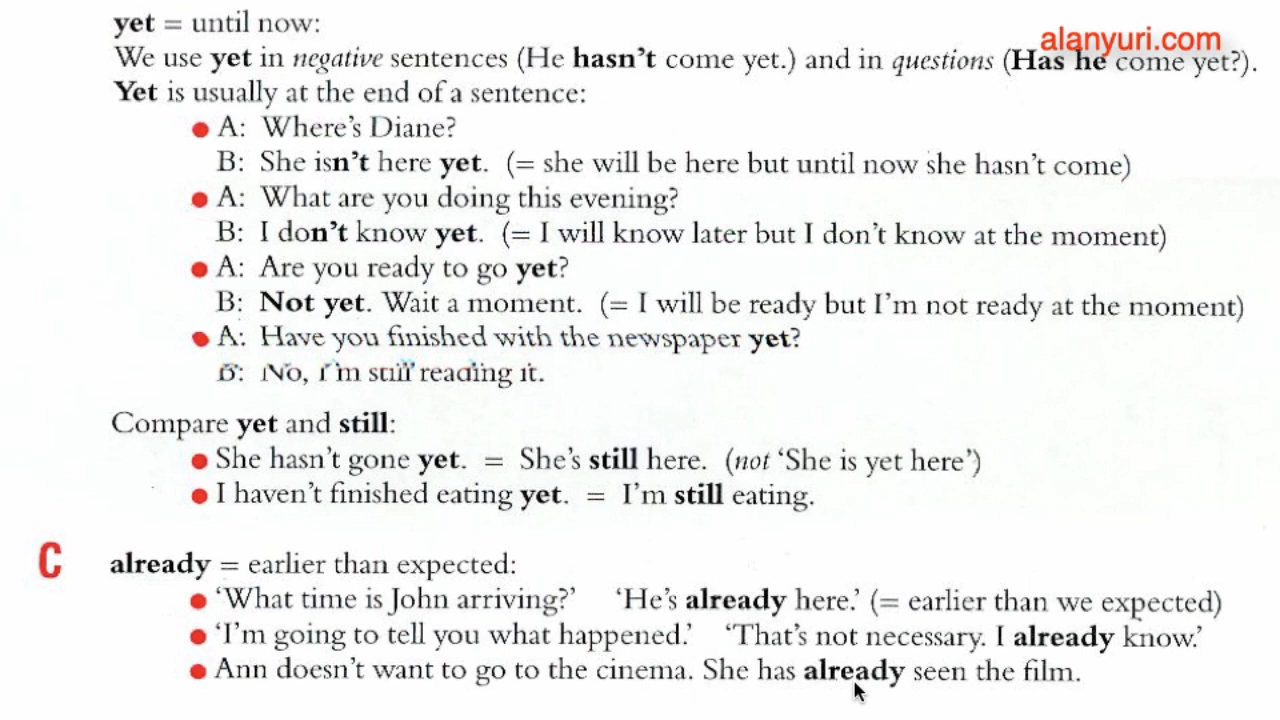 yet = until now:
alanyuri.com
We use yet in negative sentences (He hasn't come yet.) and in questions (Has he come yet?).
Yet is usually at the end of a sentence:
A: Where's Diane?
B: She isn't here yet. (= she will be here but until now she hasn't come)
A: What are you doing this evening?
B: I don't know yet. (= I will know later but I don't know at the moment)
A: Are you ready to go yet?
B: Not yet. Wait a moment. (= I will be ready but I'm not ready at the moment)
A: Have you finished with the newspaper yet?
B: No, I'm still reading it.
Compare yet and still:
She hasn't gone yet. = She's still here. (not 'She is yet here')
I haven't finished eating yet. = I'm still eating.
C already = earlier than expected:
'What time is John arriving?' 'He's already here.' (= earlier than we expected)
'I'm going to tell you what happened.' 'That's not necessary. I already know.'
Ann doesn't want to go to the cinema. She has already seen the film.